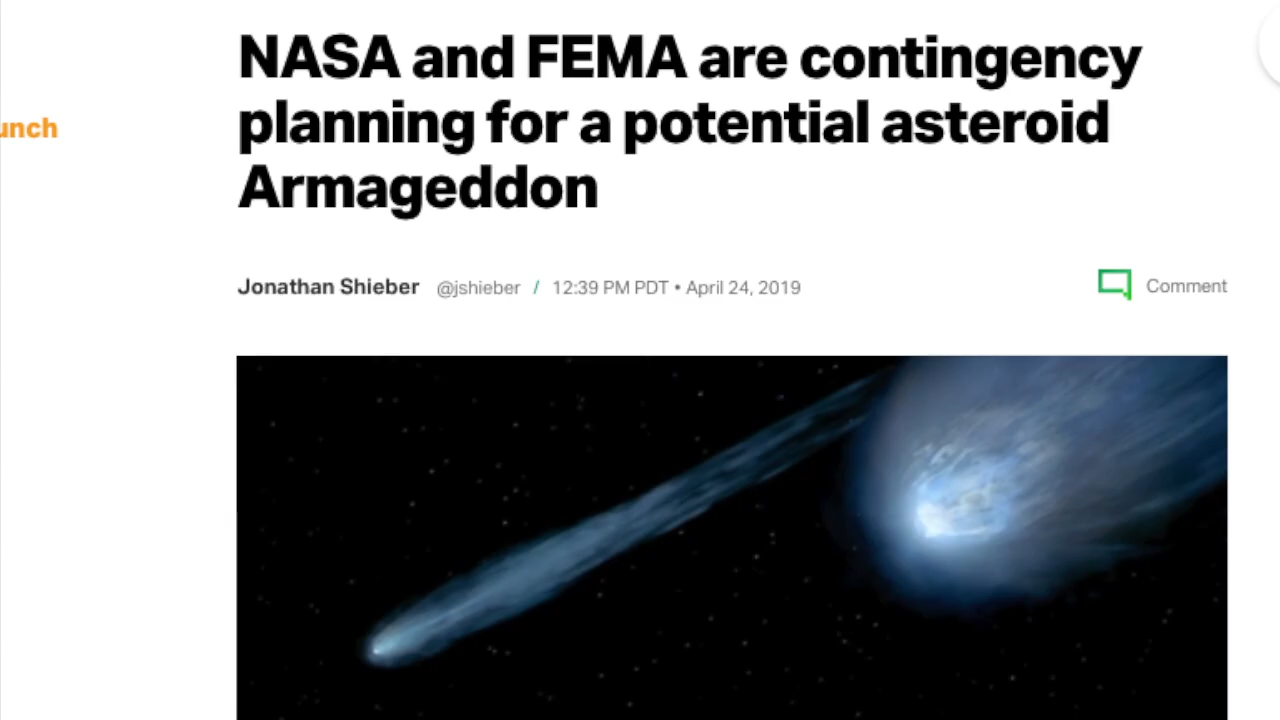 NASA and FEMA are contingency
planning for a potential asteroid
Armageddon
unch
Jonathan Shieber @jshieber / 12:39 PM PDT • April 24, 2019
Comment